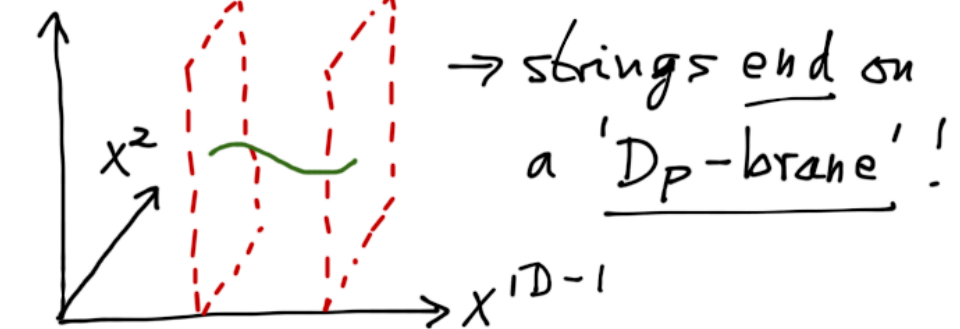 → strings end on
a 'Dp-brane'!
X²
X^{D-1}